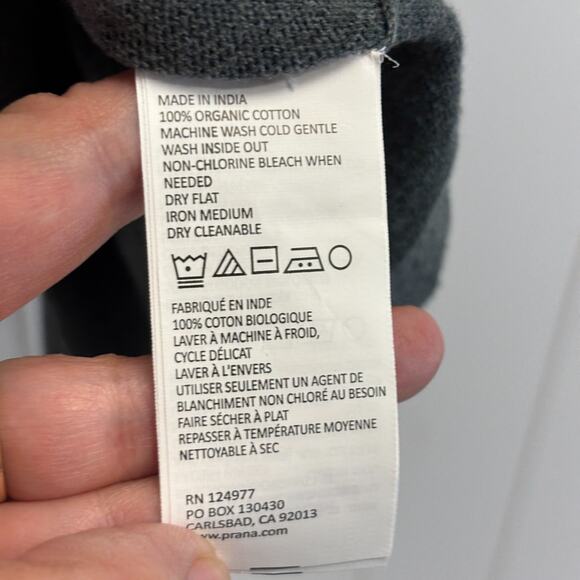 MADE IN INDIA
100% ORGANIC COTTON
MACHINE WASH COLD GENTLE
WASH INSIDE OUT
NON-CHLORINE BLEACH WHEN
NEEDED
DRY FLAT
IRON MEDIUM
DRY CLEANABLE
FABRIQUÉ EN INDE
100% COTON BIOLOGIQUE
LAVER À MACHINE À FROID,
CYCLE DÉLICAT
LAVER À L'ENVERS
UTILISER SEULEMENT UN AGENT DE
BLANCHIMENT NON CHLORÉ AU BESOIN
FAIRE SÉCHER À PLAT
REPASSER À TEMPÉRATURE MOYENNE
NETTOYABLE À SEC
RN 124977
PO BOX 130430
CARLSBAD, CA 92013
www.prana.com